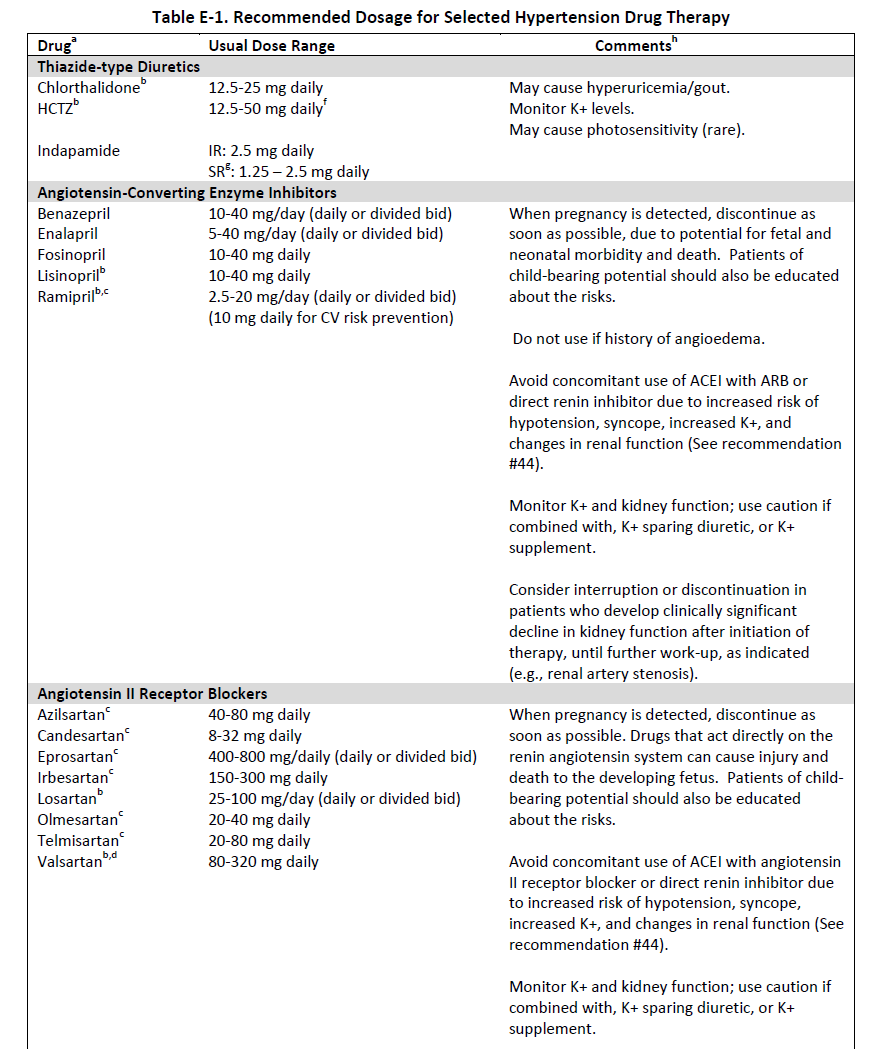 Table E-1. Recommended Dosage for Selected Hypertension Drug Therapy
Drugᵃ Usual Dose Range Commentsʰ
Thiazide-type Diuretics
Chlorthalidoneᵇ 12.5-25 mg daily May cause hyperuricemia/gout.
HCTZᵇ 12.5-50 mg dailyᶠ Monitor K+ levels.
May cause photosensitivity (rare).
Indapamide IR: 2.5 mg daily
SRᵍ: 1.25 – 2.5 mg daily
Angiotensin-Converting Enzyme Inhibitors
Benazepril 10-40 mg/day (daily or divided bid) When pregnancy is detected, discontinue as
Enalapril 5-40 mg/day (daily or divided bid) soon as possible, due to potential for fetal and
Fosinopril 10-40 mg daily neonatal morbidity and death. Patients of
Lisinoprilᵇ 10-40 mg daily child-bearing potential should also be educated
Ramiprilᵇ,ᶜ 2.5-20 mg/day (daily or divided bid) about the risks.
(10 mg daily for CV risk prevention)
Do not use if history of angioedema.
Avoid concomitant use of ACEI with ARB or
direct renin inhibitor due to increased risk of
hypotension, syncope, increased K+, and
changes in renal function (See recommendation
#44).
Monitor K+ and kidney function; use caution if
combined with, K+ sparing diuretic, or K+
supplement.
Consider interruption or discontinuation in
patients who develop clinically significant
decline in kidney function after initiation of
therapy, until further work-up, as indicated
(e.g., renal artery stenosis).
Angiotensin II Receptor Blockers
Azilsartanᶜ 40-80 mg daily When pregnancy is detected, discontinue as
Candesartanᶜ 8-32 mg daily soon as possible. Drugs that act directly on the
Eprosartanᶜ 400-800 mg/daily (daily or divided bid) renin angiotensin system can cause injury and
Irbesartanᶜ 150-300 mg daily death to the developing fetus. Patients of child-
Losartanᵇ 25-100 mg/day (daily or divided bid) bearing potential should also be educated
Olmesartanᶜ 20-40 mg daily about the risks.
Telmisartanᶜ 20-80 mg daily
Valsartanᵇ,ᵈ 80-320 mg daily Avoid concomitant use of ACEI with angiotensin
II receptor blocker or direct renin inhibitor due
to increased risk of hypotension, syncope,
increased K+, and changes in renal function (See
recommendation #44).
Monitor K+ and kidney function; use caution if
combined with, K+ sparing diuretic, or K+
supplement.